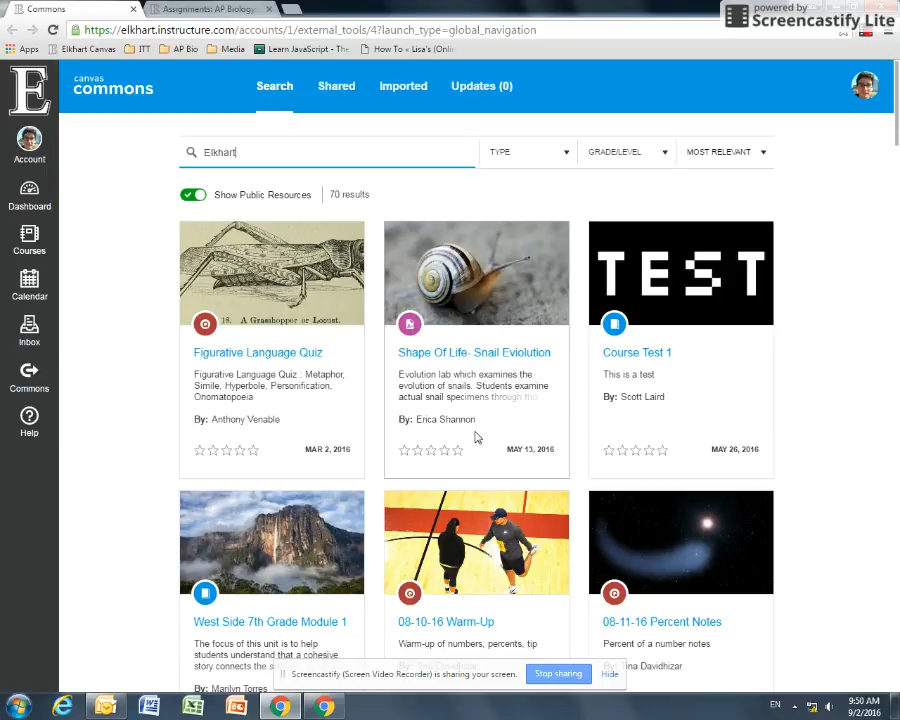 Commons
Assignments: AP Biology
powered by
Screencastify Lite
https://elkhart.instructure.com/accounts/1/external_tools/4?launch_type=global_navigation
Apps Elkhart Canvas ITT AP Bio Media Learn JavaScript - The How To « Lisa's (Onl
E
canvas
commons
Search Shared Imported Updates (0)
Account
Dashboard
Courses
Calendar
Inbox
Commons
Help
Elkhart
TYPE GRADE/LEVEL MOST RELEVANT
Show Public Resources 70 results
18. A Grasshopper or Locust.
TEST
Figurative Language Quiz
Figurative Language Quiz : Metaphor,
Simile, Hyperbole, Personification,
Onomatopoeia
By: Anthony Venable
MAR 2, 2016
Shape Of Life- Snail Eviolution
Evolution lab which examines the
evolution of snails. Students examine
actual snail specimens through this
By: Erica Shannon
MAY 13, 2016
Course Test 1
This is a test
By: Scott Laird
MAY 26, 2016
West Side 7th Grade Module 1
The focus of this unit is to help
students understand that a cohesive
story connects the s
By: Marilyn Torres
08-10-16 Warm-Up
Warm-up of numbers, percents, tip
By: Tina Davidhizar
08-11-16 Percent Notes
Percent of a number notes
By: Tina Davidhizar
Screencastify (Screen Video Recorder) is sharing your screen. Stop sharing Hide
EN
9:50 AM
9/2/2016